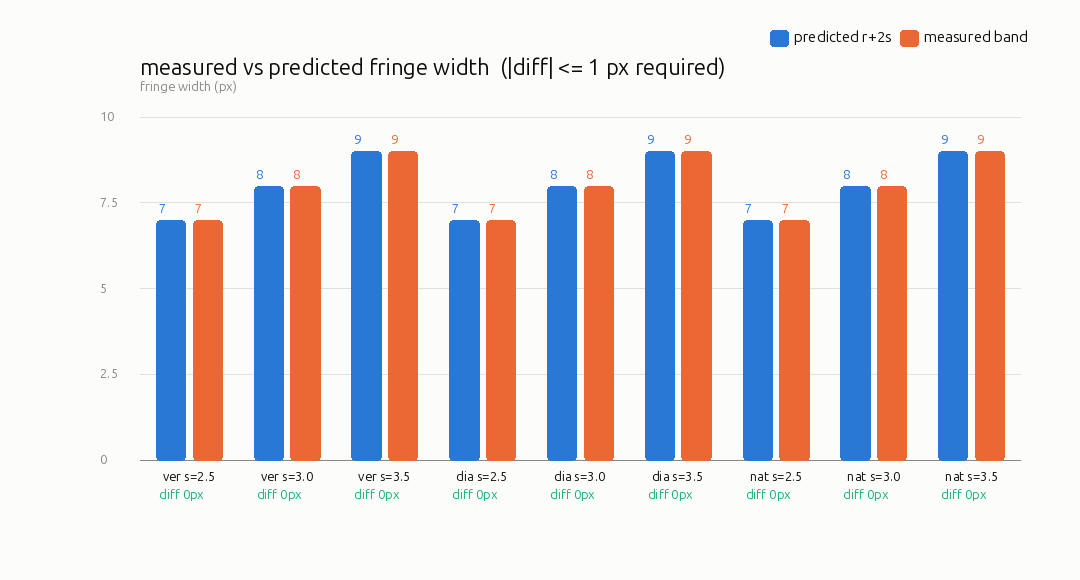 predicted r+2s measured band
measured vs predicted fringe width (|diff| <= 1 px required)
fringe width (px)
10
9 9 9 9 9 9
8 8 8 8 8 8
7.5
7 7 7 7 7 7
5
2.5
0
ver s=2.5 ver s=3.0 ver s=3.5 dia s=2.5 dia s=3.0 dia s=3.5 nat s=2.5 nat s=3.0 nat s=3.5
diff 0px diff 0px diff 0px diff 0px diff 0px diff 0px diff 0px diff 0px diff 0px